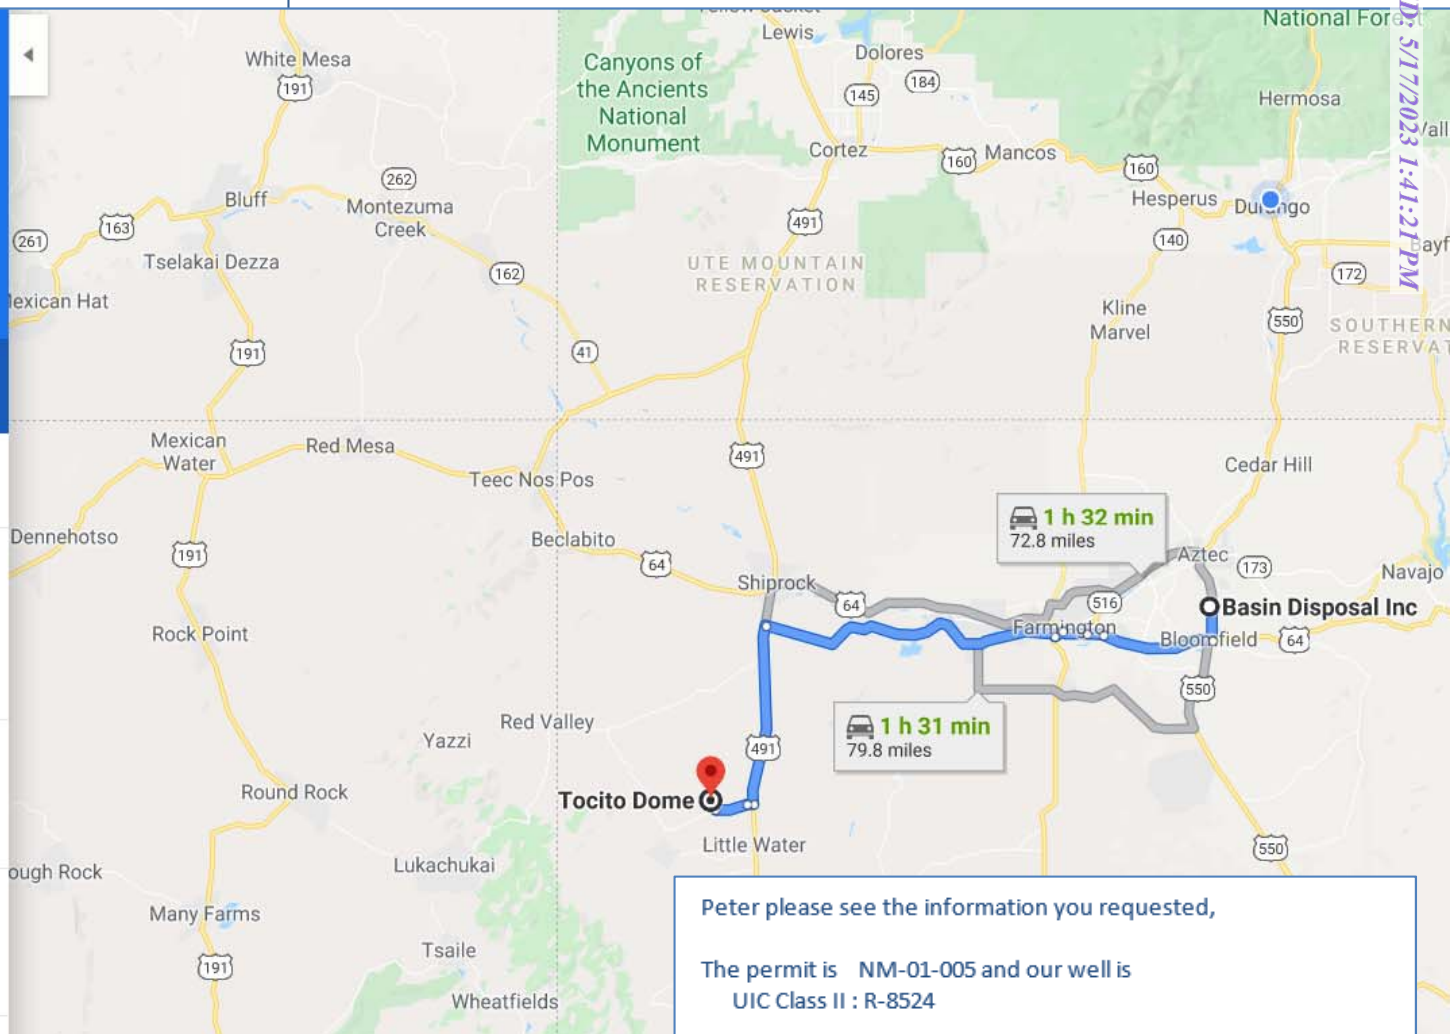 Lewis
National Forest
Dolores
White Mesa
191
Canyons of
the Ancients
National
Monument
184
145
Hermosa
D: 5/17/2023 1:41:21 PM
Cortez
160
Mancos
160
262
Bluff
Montezuma
Creek
Hesperus
Durango
163
491
261
140
Bayf
Tselakai Dezza
162
UTE MOUNTAIN
RESERVATION
172
Mexican Hat
Kline
Marvel
550
SOUTHERN
RESERVAT
191
41
Mexican
Water
Red Mesa
491
Cedar Hill
Teec Nos Pos
1 h 32 min
72.8 miles
Dennehotso
Beclabito
191
64
Aztec
173
Navajo
Shiprock
64
516
Basin Disposal Inc
Rock Point
Farmington
Bloomfield
64
550
Red Valley
1 h 31 min
79.8 miles
Yazzi
491
Round Rock
Tocito Dome
Little Water
550
ough Rock
Lukachukai
Many Farms
Tsaile
191
Wheatfields
Peter please see the information you requested,
The permit is NM-01-005 and our well is
UIC Class II : R-8524